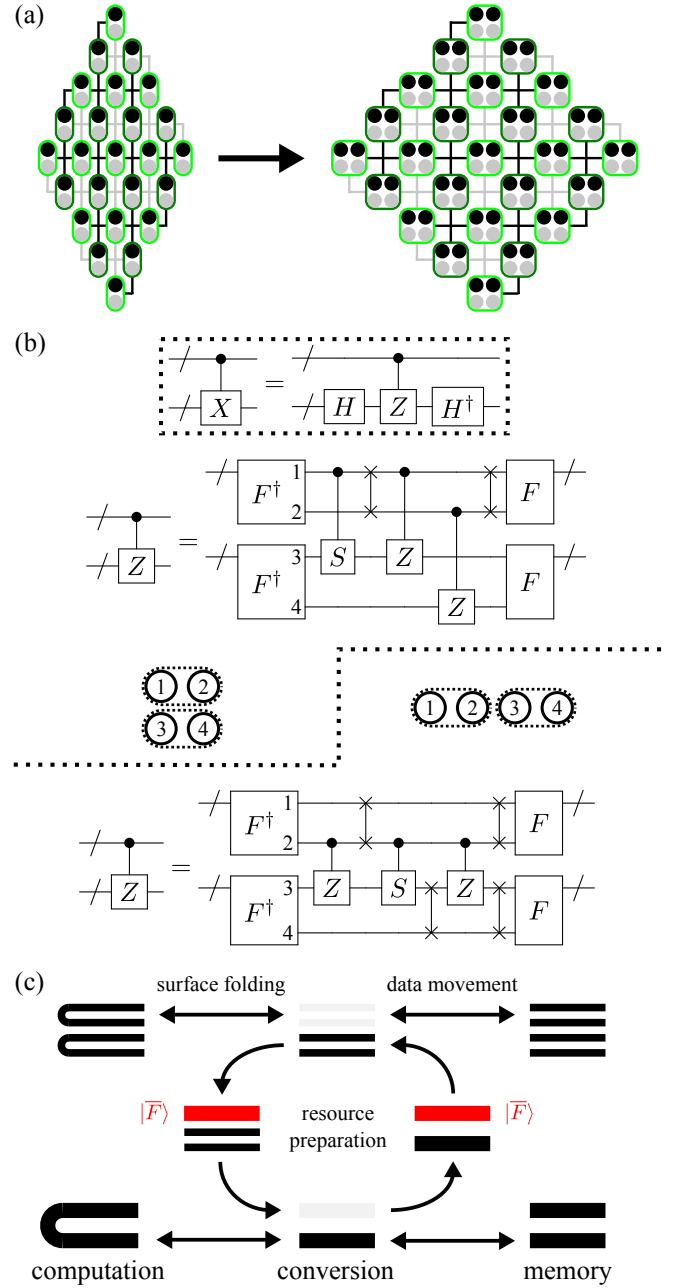 (a)
(b)
X = H Z H†
F† 1 2 F
Z = F† 3 4 S Z Z F
1 2
3 4
1 2 3 4
F† 1 2 F
Z = F† 3 4 Z S Z F
(c)
surface folding data movement
|F̅⟩ resource |F̅⟩
preparation
computation conversion memory